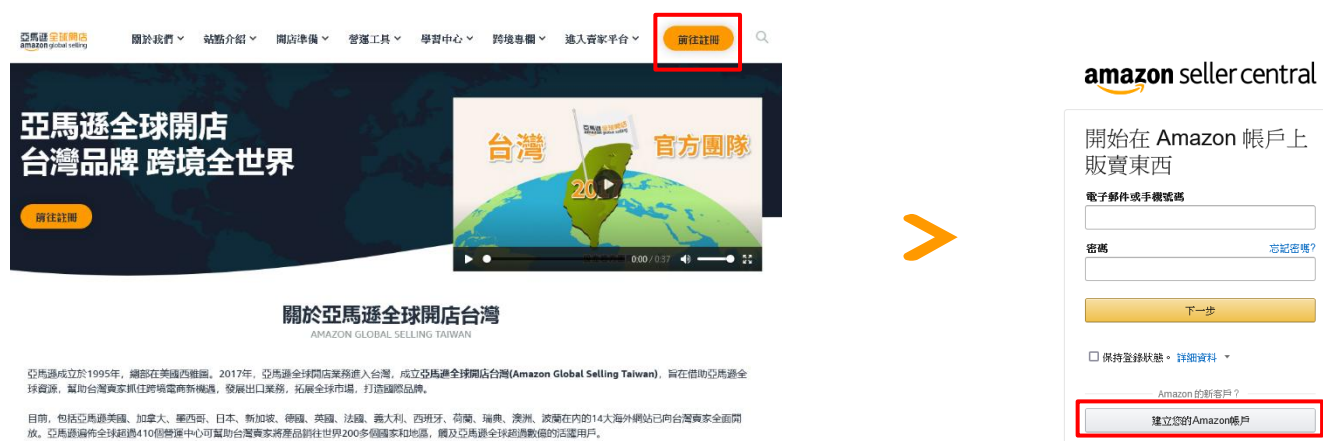 亞馬遜全球開店
amazon global selling
關於我們
站點介紹
開店準備
營運工具
學習中心
跨境專欄
進入賣家平台
前往註冊
亞馬遜全球開店
台灣品牌 跨境全世界
前往註冊
台灣
官方團隊
0:00 / 0:37
關於亞馬遜全球開店台灣
AMAZON GLOBAL SELLING TAIWAN
亞馬遜成立於1995年，總部在美國西雅圖。2017年，亞馬遜全球開店業務進入台灣，成立亞馬遜全球開店台灣(Amazon Global Selling Taiwan)，旨在借助亞馬遜全
球資源，幫助台灣賣家抓住跨境電商新機遇，發展出口業務，拓展全球市場，打造國際品牌。
目前，包括亞馬遜美國、加拿大、墨西哥、日本、新加坡、德國、英國、法國、義大利、西班牙、荷蘭、瑞典、澳洲、波蘭在內的14大海外網站已向台灣賣家全面開
放。亞馬遜遍佈全球超過410個營運中心可幫助台灣賣家將產品銷往世界200多個國家和地區，觸及亞馬遜全球超過數億的活躍用戶。
amazon seller central
開始在 Amazon 帳戶上
販賣東西
電子郵件或手機號碼
密碼
忘記密碼?
下一步
保持登錄狀態。 詳細資料
Amazon 的新客戶？
建立您的Amazon帳戶